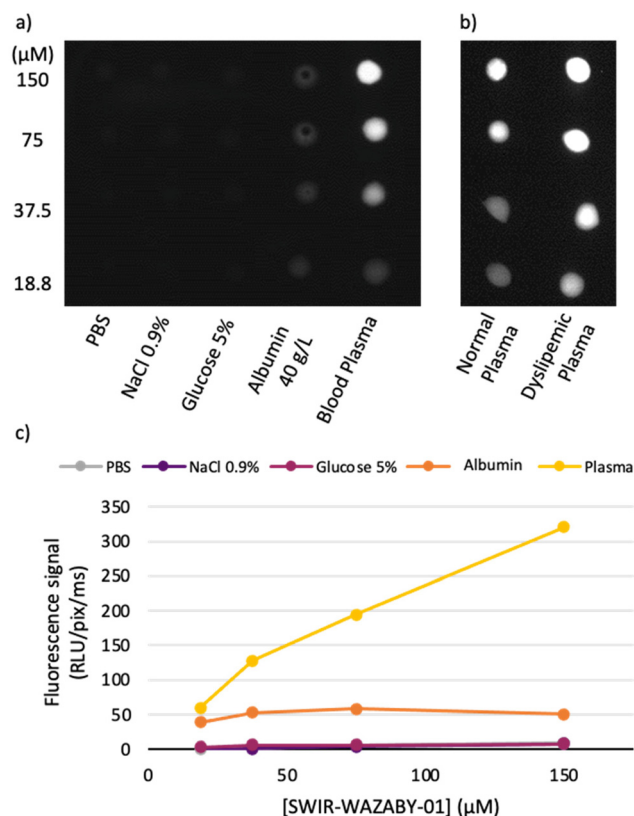 a)
b)
(μM)
150
75
37.5
18.8
PBS
NaCl 0.9%
Glucose 5%
Albumin
40 g/L
Blood Plasma
Normal
Plasma
Dyslipemic
Plasma
c)
PBS NaCl 0.9% Glucose 5% Albumin Plasma
Fluorescence signal
(RLU/pix/ms)
350
300
250
200
150
100
50
0
0 50 100 150
[SWIR-WAZABY-01] (μM)